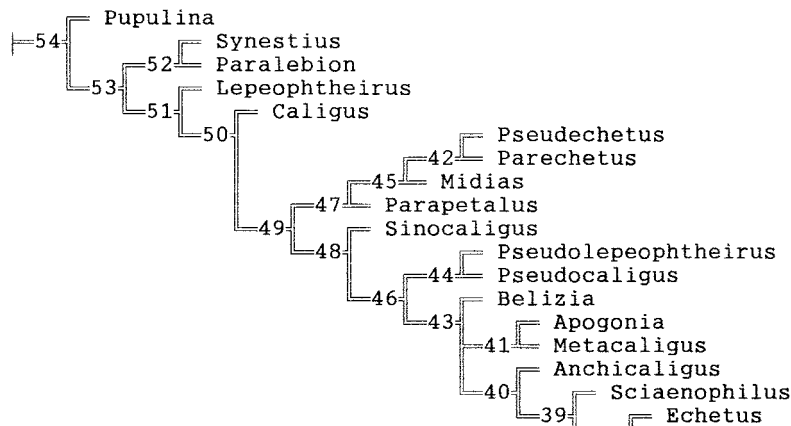 Pupulina
54
Synestius
52
Paralebion
53
Lepeophtheirus
51
Caligus
50
Pseudechetus
42
Parechetus
45
Midias
47
Parapetalus
49
Sinocaligus
48
Pseudolepeophtheirus
44
Pseudocaligus
46
Belizia
43
Apogonia
41
Metacaligus
Anchicaligus
40
Sciaenophilus
39
Echetus